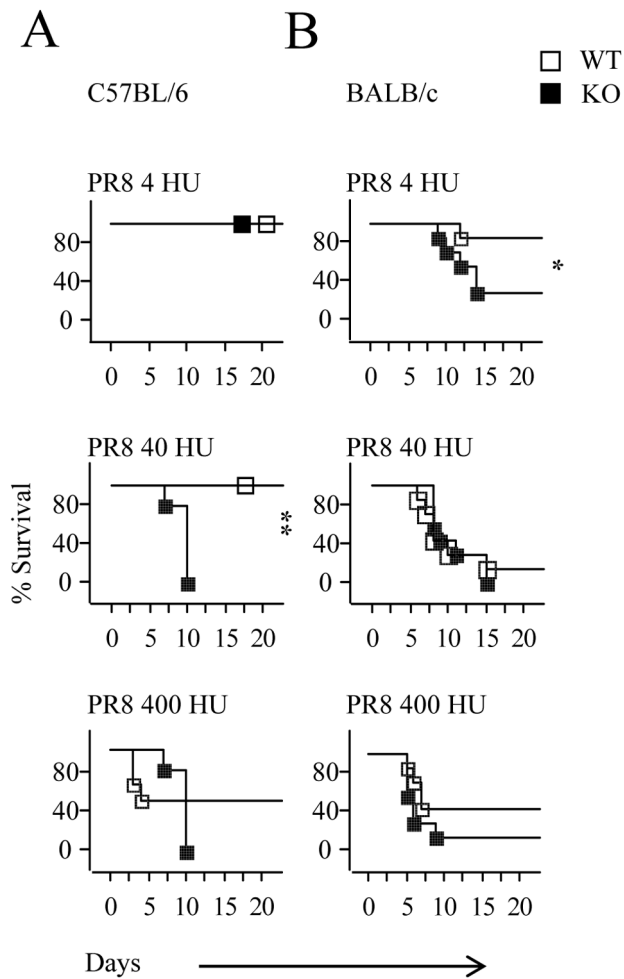 A B
WT
KO
C57BL/6 BALB/c
PR8 4 HU PR8 4 HU
80 80
40 40
0 0
*
0 5 10 15 20 0 5 10 15 20
PR8 40 HU PR8 40 HU
80 80
40 40
0 0
**
0 5 10 15 20 0 5 10 15 20
PR8 400 HU PR8 400 HU
80 80
40 40
0 0
0 5 10 15 20 0 5 10 15 20
% Survival
Days